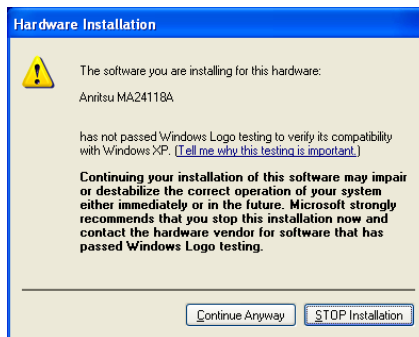 Hardware Installation
The software you are installing for this hardware:
Anritsu MA24118A
has not passed Windows Logo testing to verify its compatibility
with Windows XP. (Tell me why this testing is important.)
Continuing your installation of this software may impair
or destabilize the correct operation of your system
either immediately or in the future. Microsoft strongly
recommends that you stop this installation now and
contact the hardware vendor for software that has
passed Windows Logo testing.
Continue Anyway STOP Installation